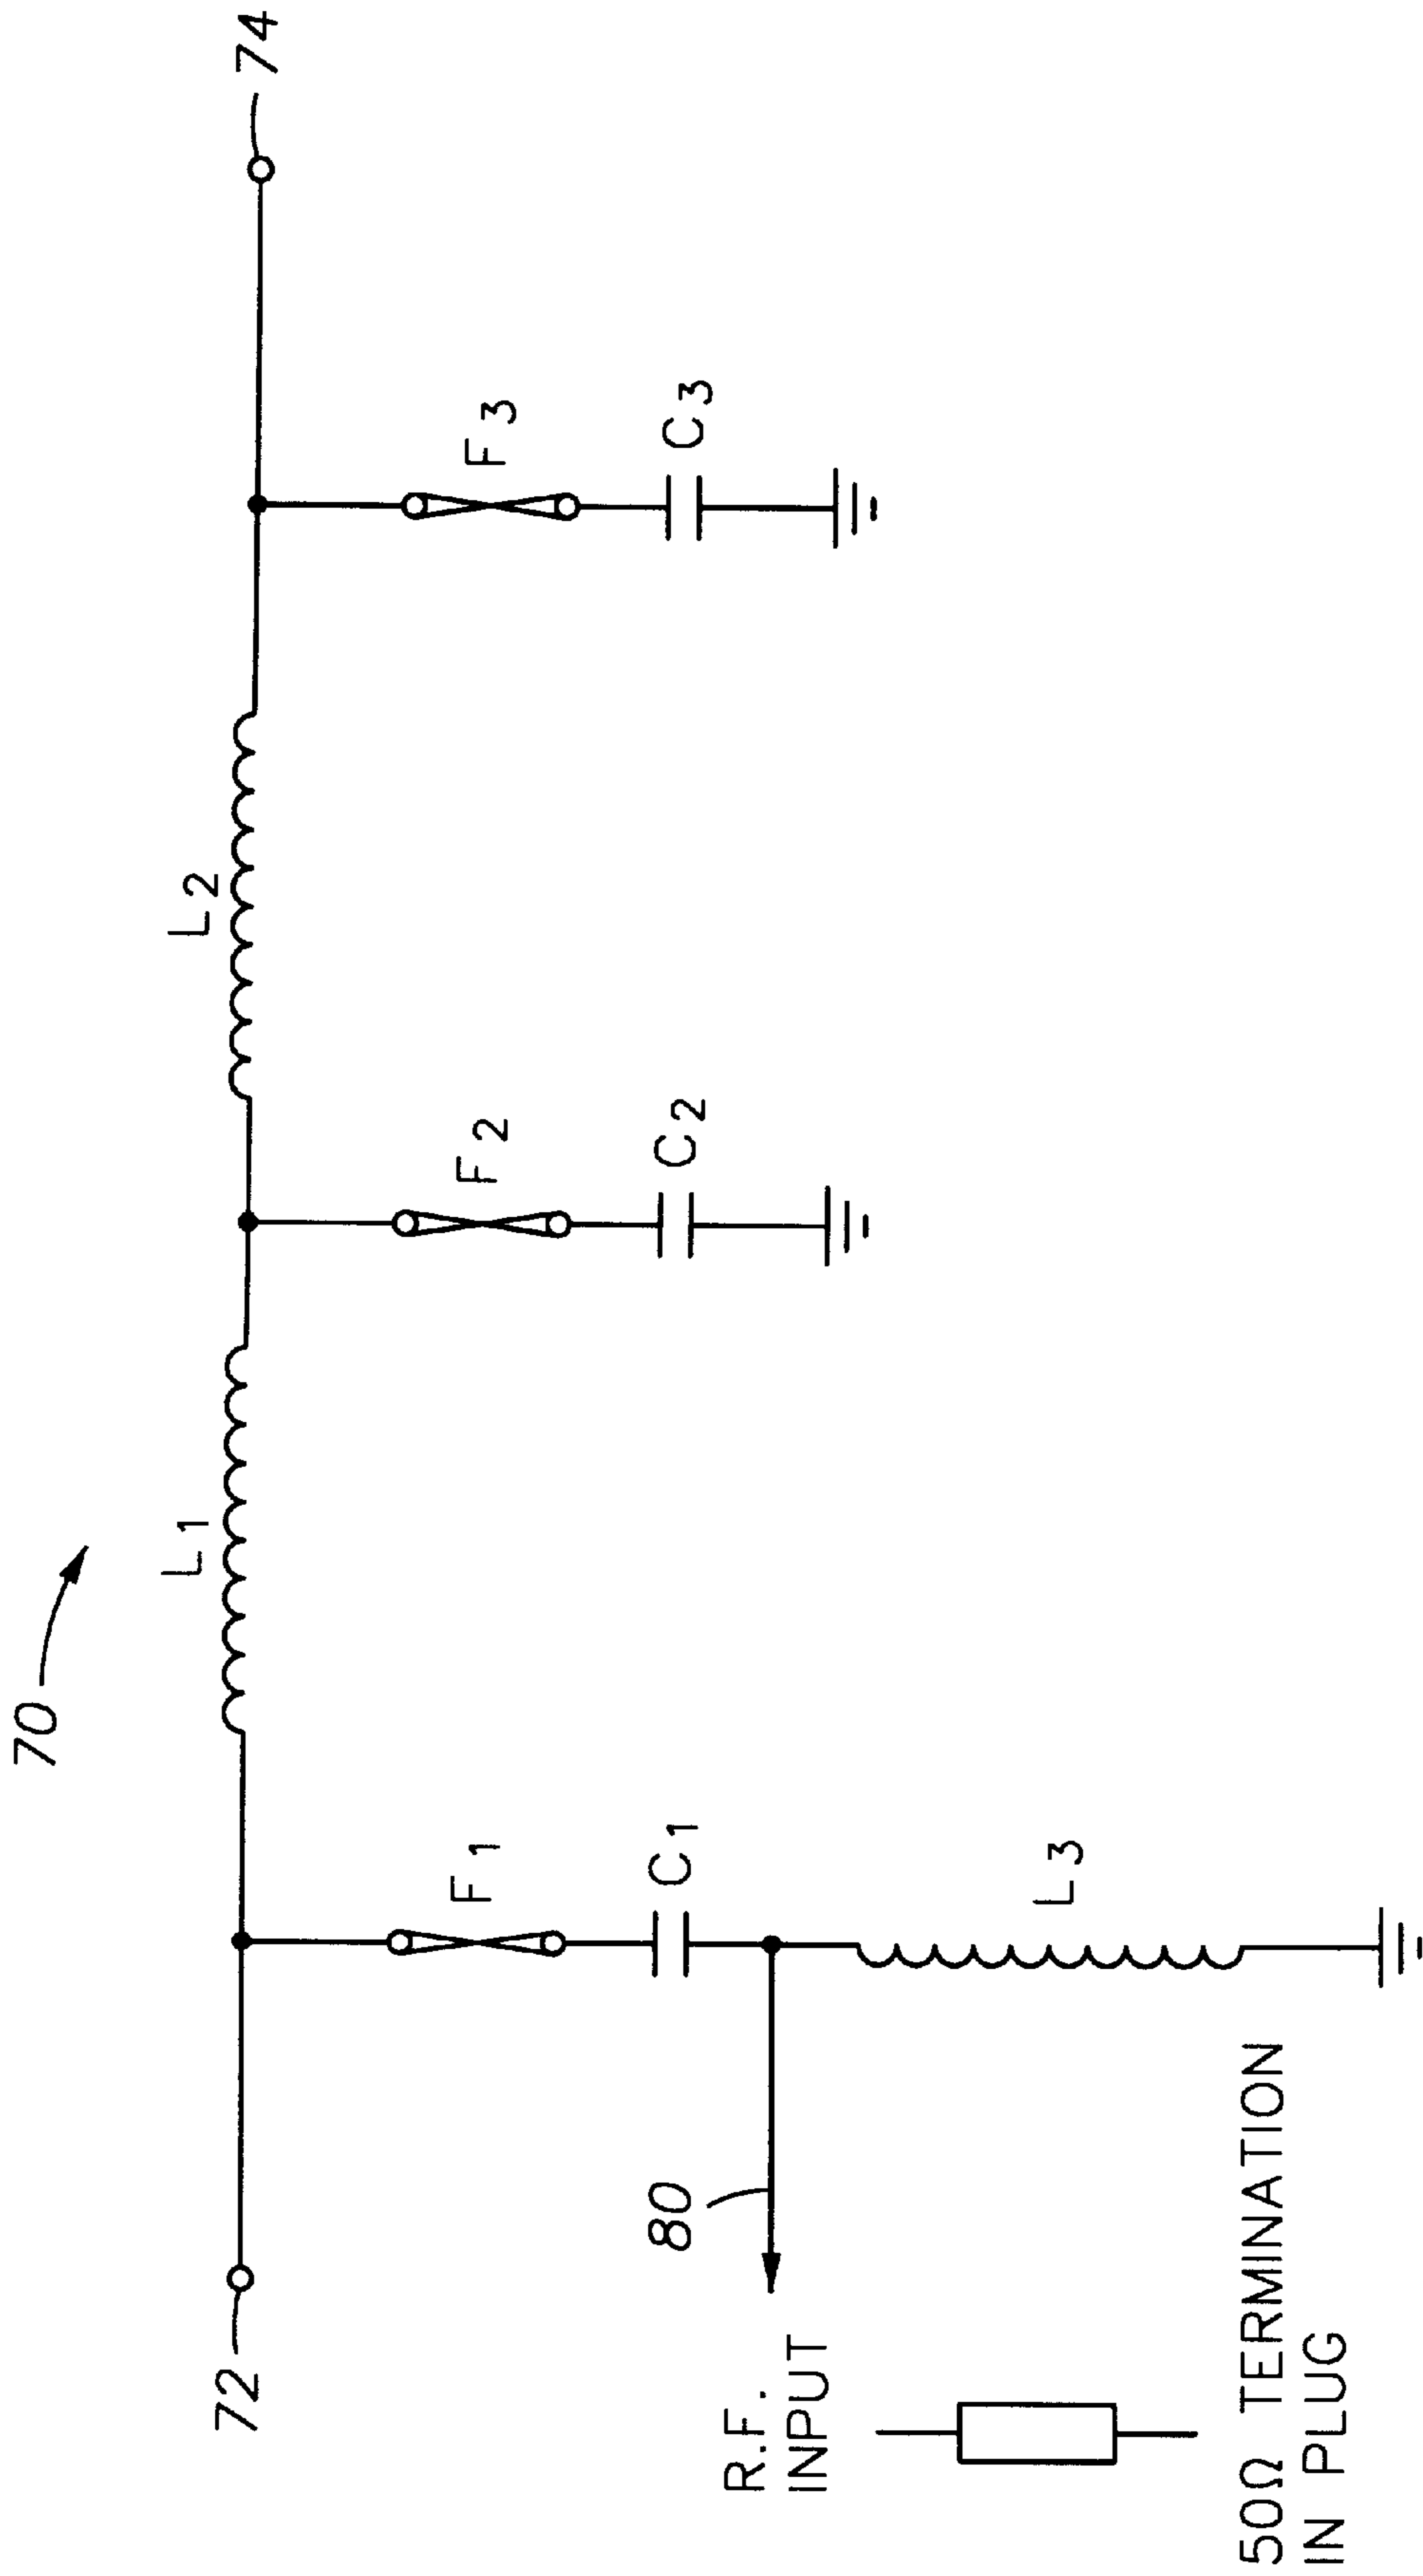 70
74
L1
L2
72
F1
F2
F3
C1
C2
C3
80
R.F.
INPUT
L3
50Ω TERMINATION
IN PLUG